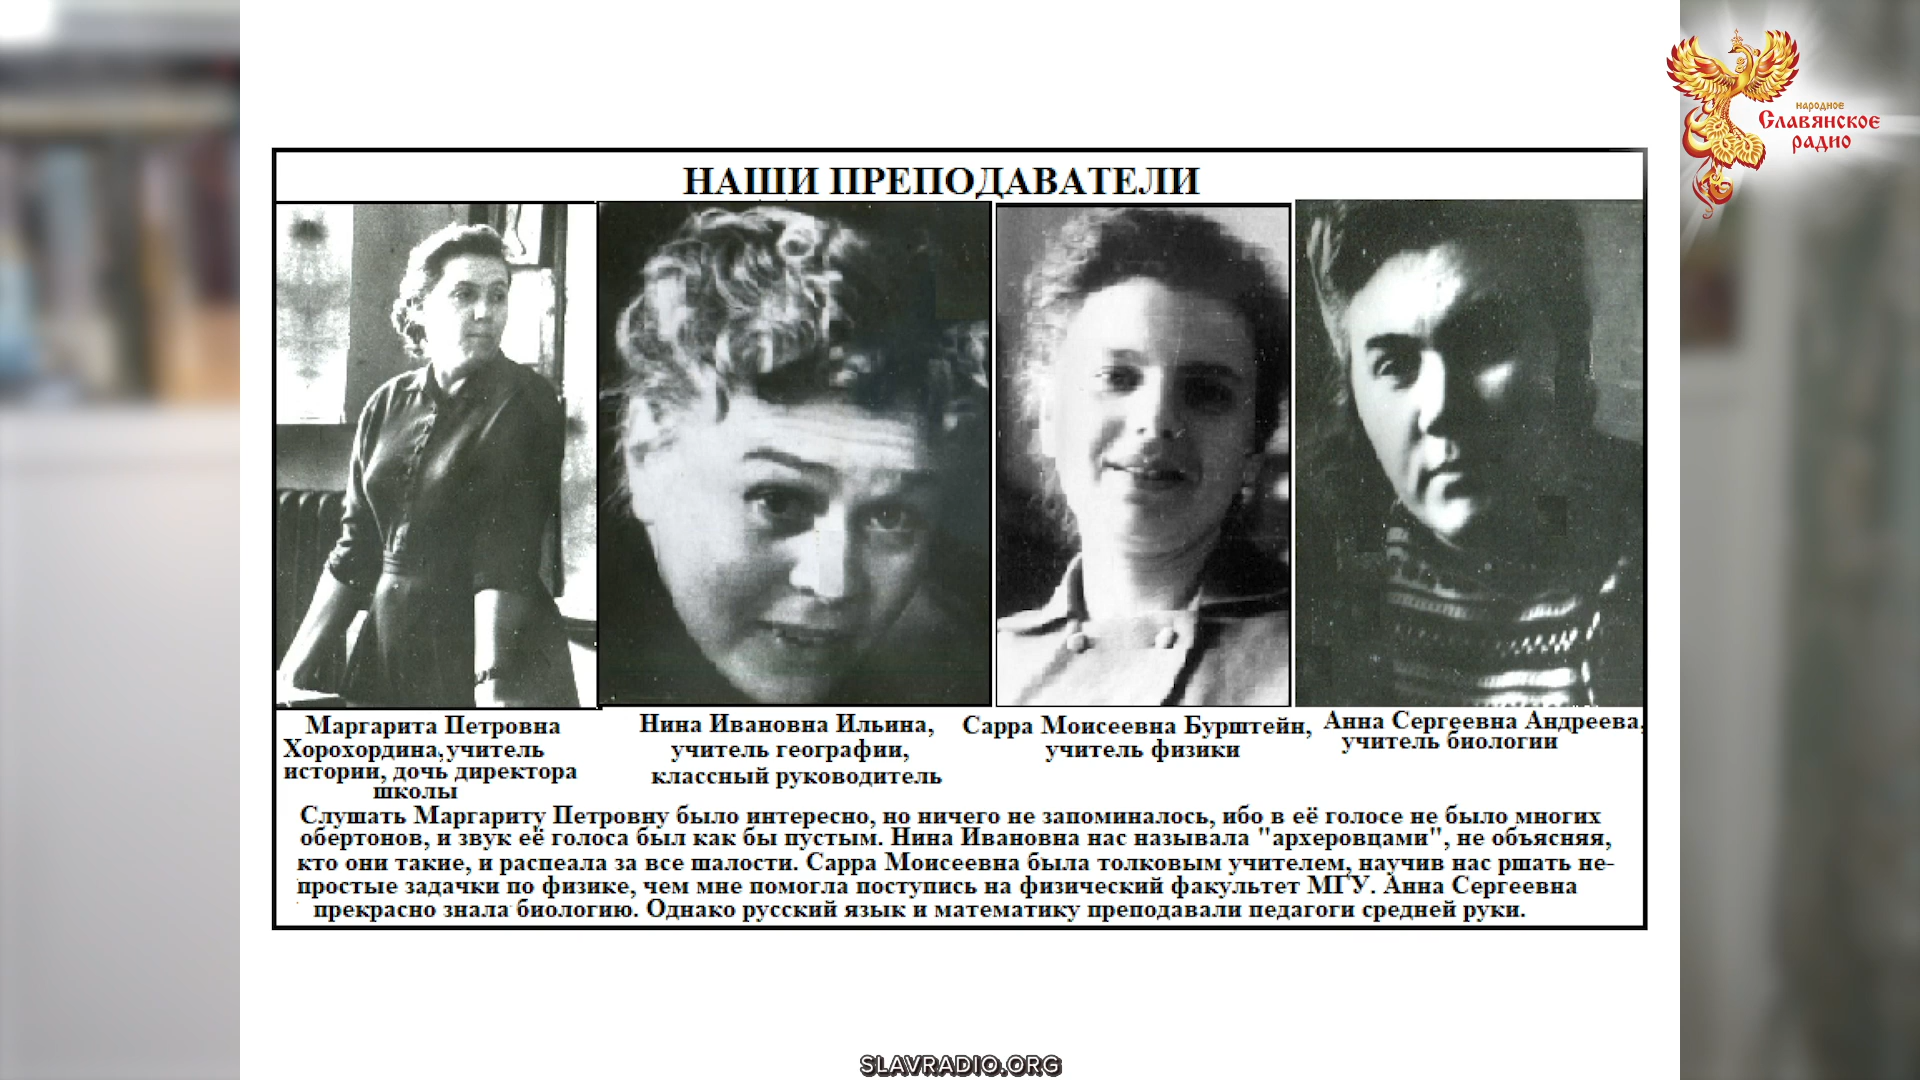 народное
Славянское
радио
НАШИ ПРЕПОДАВАТЕЛИ
Маргарита Петровна
Хорохордина, учитель
истории, дочь директора
школы
Нина Ивановна Ильина,
учитель географии,
классный руководитель
Сарра Моисеевна Бурштейн,
учитель физики
Анна Сергеевна Андреева,
учитель биологии
Слушать Маргариту Петровну было интересно, но ничего не запоминалось, ибо в её голосе не было многих
обертонов, и звук её голоса был как бы пустым. Нина Ивановна нас называла "археровцами", не объясняя,
кто они такие, и распеала за все шалости. Сарра Моисеевна была толковым учителем, научив нас ршать не-
простые задачки по физике, чем мне помогла поступись на физический факультет МГУ. Анна Сергеевна
прекрасно знала биологию. Однако русский язык и математику преподавали педагоги средней руки.
SLAVRADIO.ORG